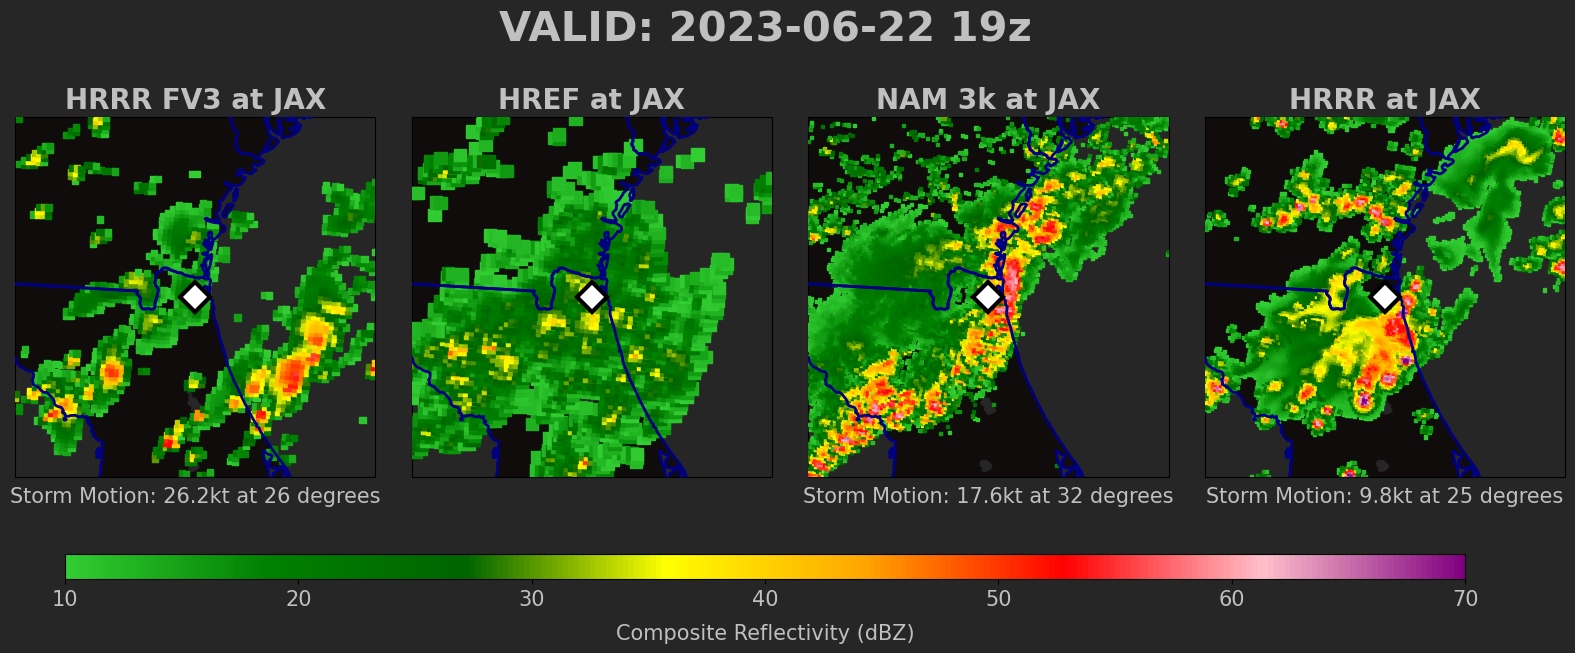 VALID: 2023-06-22 19z
HRRR FV3 at JAX
HREF at JAX
NAM 3k at JAX
HRRR at JAX
Storm Motion: 26.2kt at 26 degrees
Storm Motion: 17.6kt at 32 degrees
Storm Motion: 9.8kt at 25 degrees
10 20 30 40 50 60 70
Composite Reflectivity (dBZ)